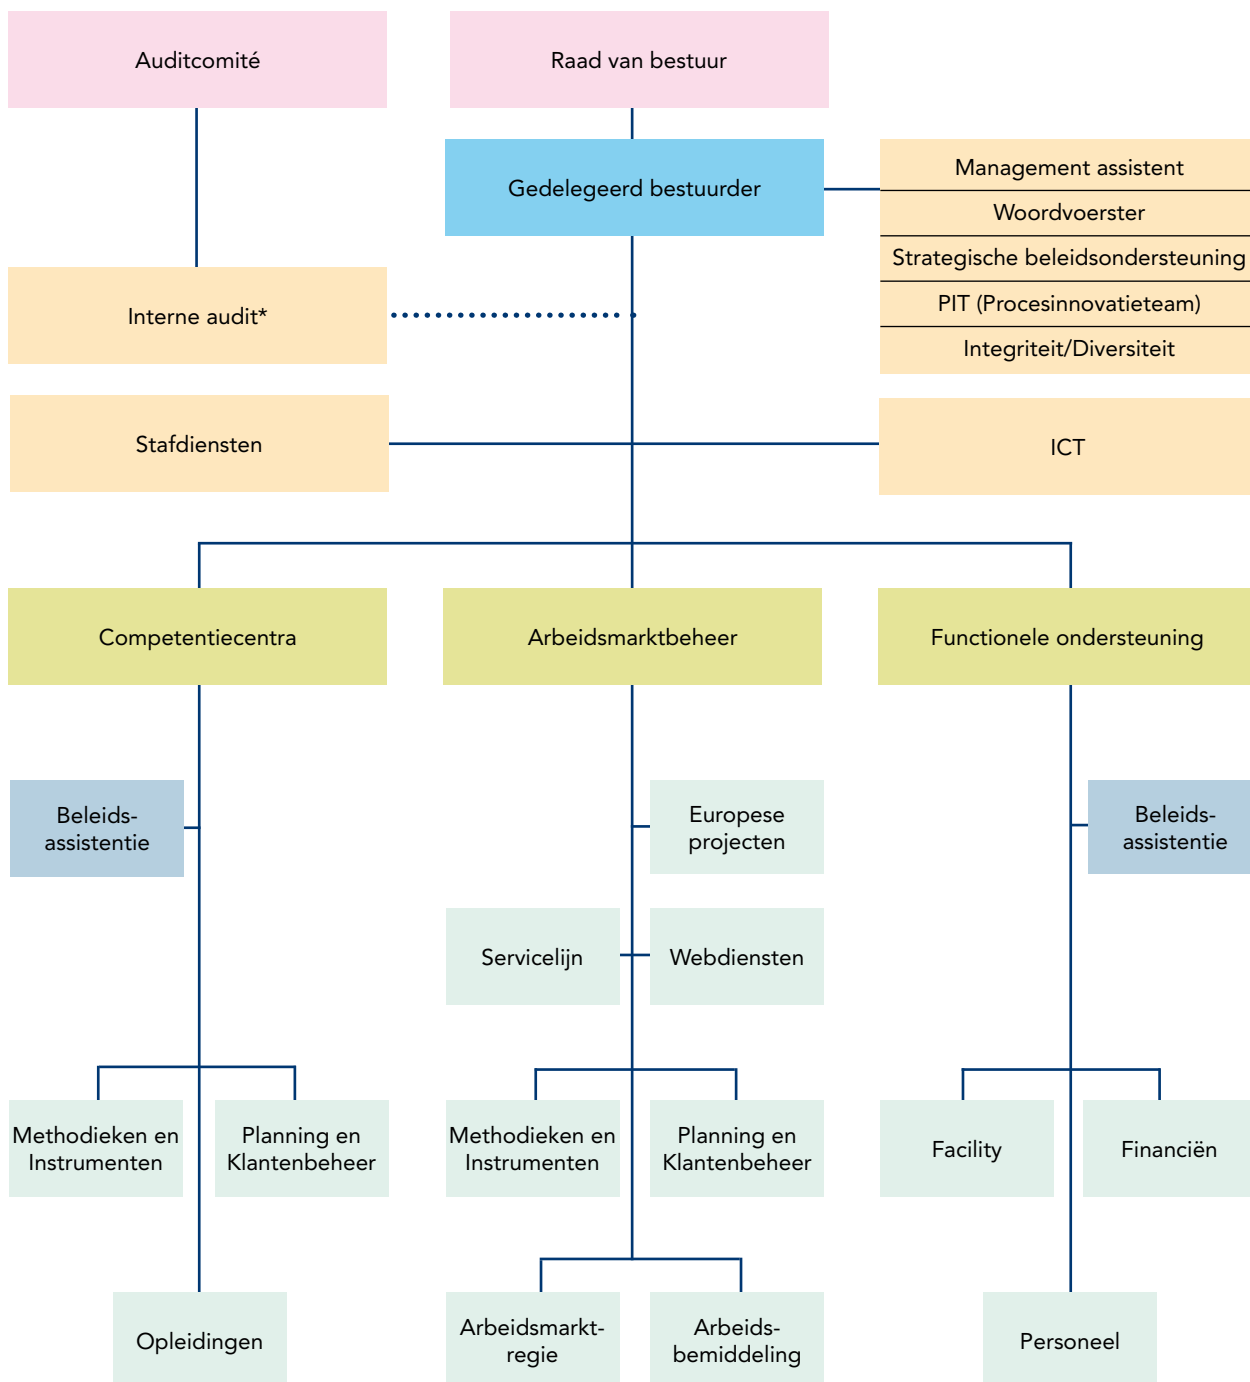 Auditcomité
Raad van bestuur
Gedelegeerd bestuurder
Management assistent
Woordvoerster
Strategische beleidsondersteuning
PIT (Procesinnovatieteam)
Integriteit/Diversiteit
Interne audit*
Stafdiensten
ICT
Competentiecentra
Arbeidsmarktbeheer
Functionele ondersteuning
Beleids-
assistentie
Europese
projecten
Beleids-
assistentie
Servicelijn
Webdiensten
Methodieken en
Instrumenten
Planning en
Klantenbeheer
Methodieken en
Instrumenten
Planning en
Klantenbeheer
Facility
Financiën
Opleidingen
Arbeidsmarkt-
regie
Arbeids-
bemiddeling
Personeel